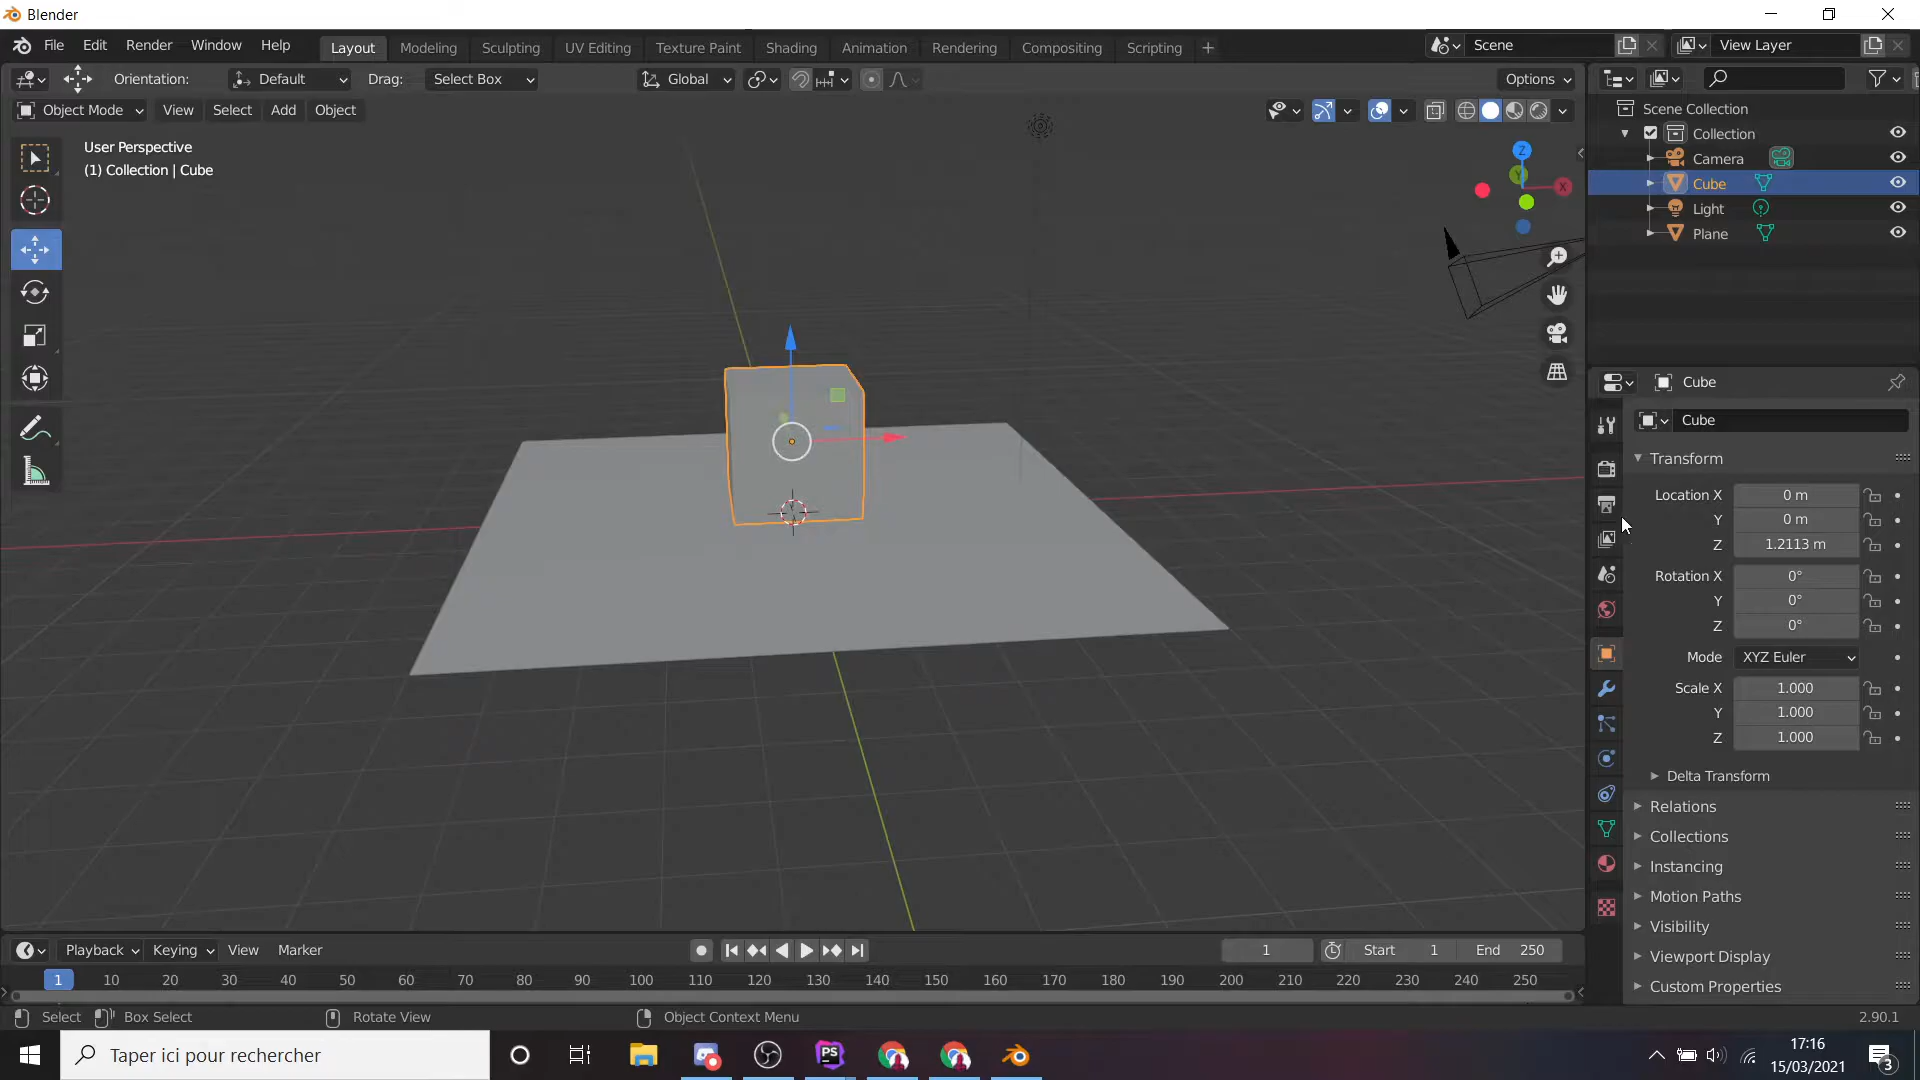 Blender
File Edit Render Window Help Layout Modeling Sculpting UV Editing Texture Paint Shading Animation Rendering Compositing Scripting + Scene View Layer
Orientation: Default Drag: Select Box Global Options
Object Mode View Select Add Object
User Perspective
(1) Collection | Cube
Z
Y
X
Scene Collection
Collection
Camera
Cube
Light
Plane
Cube
Cube
Transform
Location X 0 m
Y 0 m
Z 1.2113 m
Rotation X 0°
Y 0°
Z 0°
Mode XYZ Euler
Scale X 1.000
Y 1.000
Z 1.000
Delta Transform
Relations
Collections
Instancing
Motion Paths
Visibility
Viewport Display
Custom Properties
Playback Keying View Marker 1 Start 1 End 250
1 10 20 30 40 50 60 70 80 90 100 110 120 130 140 150 160 170 180 190 200 210 220 230 240 250
Select Box Select Rotate View Object Context Menu 2.90.1
Taper ici pour rechercher
PS
17:16
15/03/2021
3